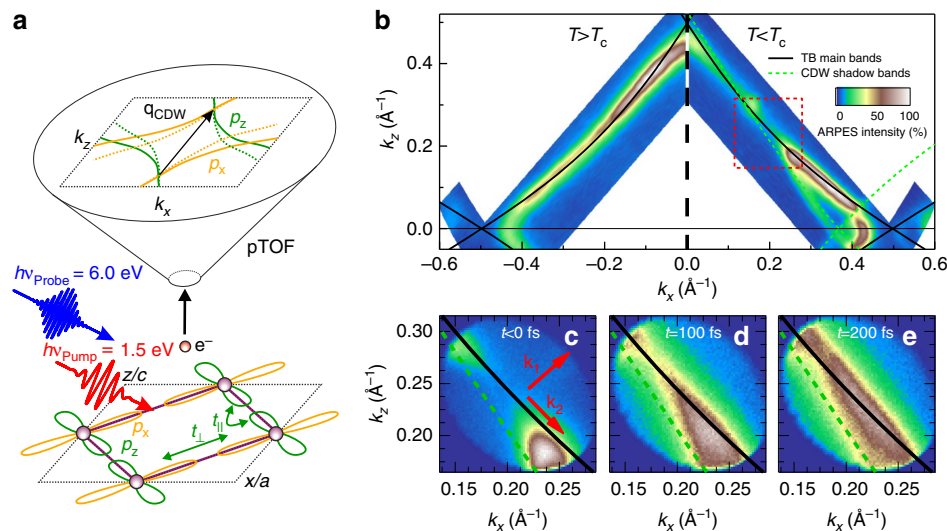 a
q_CDW
p_z
k_z
p_x
k_x
pTOF
hν_Probe = 6.0 eV
e⁻
hν_Pump = 1.5 eV
z/c
p_x
t_||
t_⊥
p_z
x/a
b
T>T_c
T<T_c
TB main bands
CDW shadow bands
0 50 100
ARPES intensity (%)
k_z (Å⁻¹)
0.4
0.2
0.0
−0.6 −0.4 −0.2 0.0 0.2 0.4 0.6
k_x (Å⁻¹)
t<0 fs c
t=100 fs d
t=200 fs e
k_1
k_2
k_z (Å⁻¹)
0.30
0.25
0.20
0.15 0.20 0.25
0.15 0.20 0.25
0.15 0.20 0.25
k_x (Å⁻¹)
k_x (Å⁻¹)
k_x (Å⁻¹)